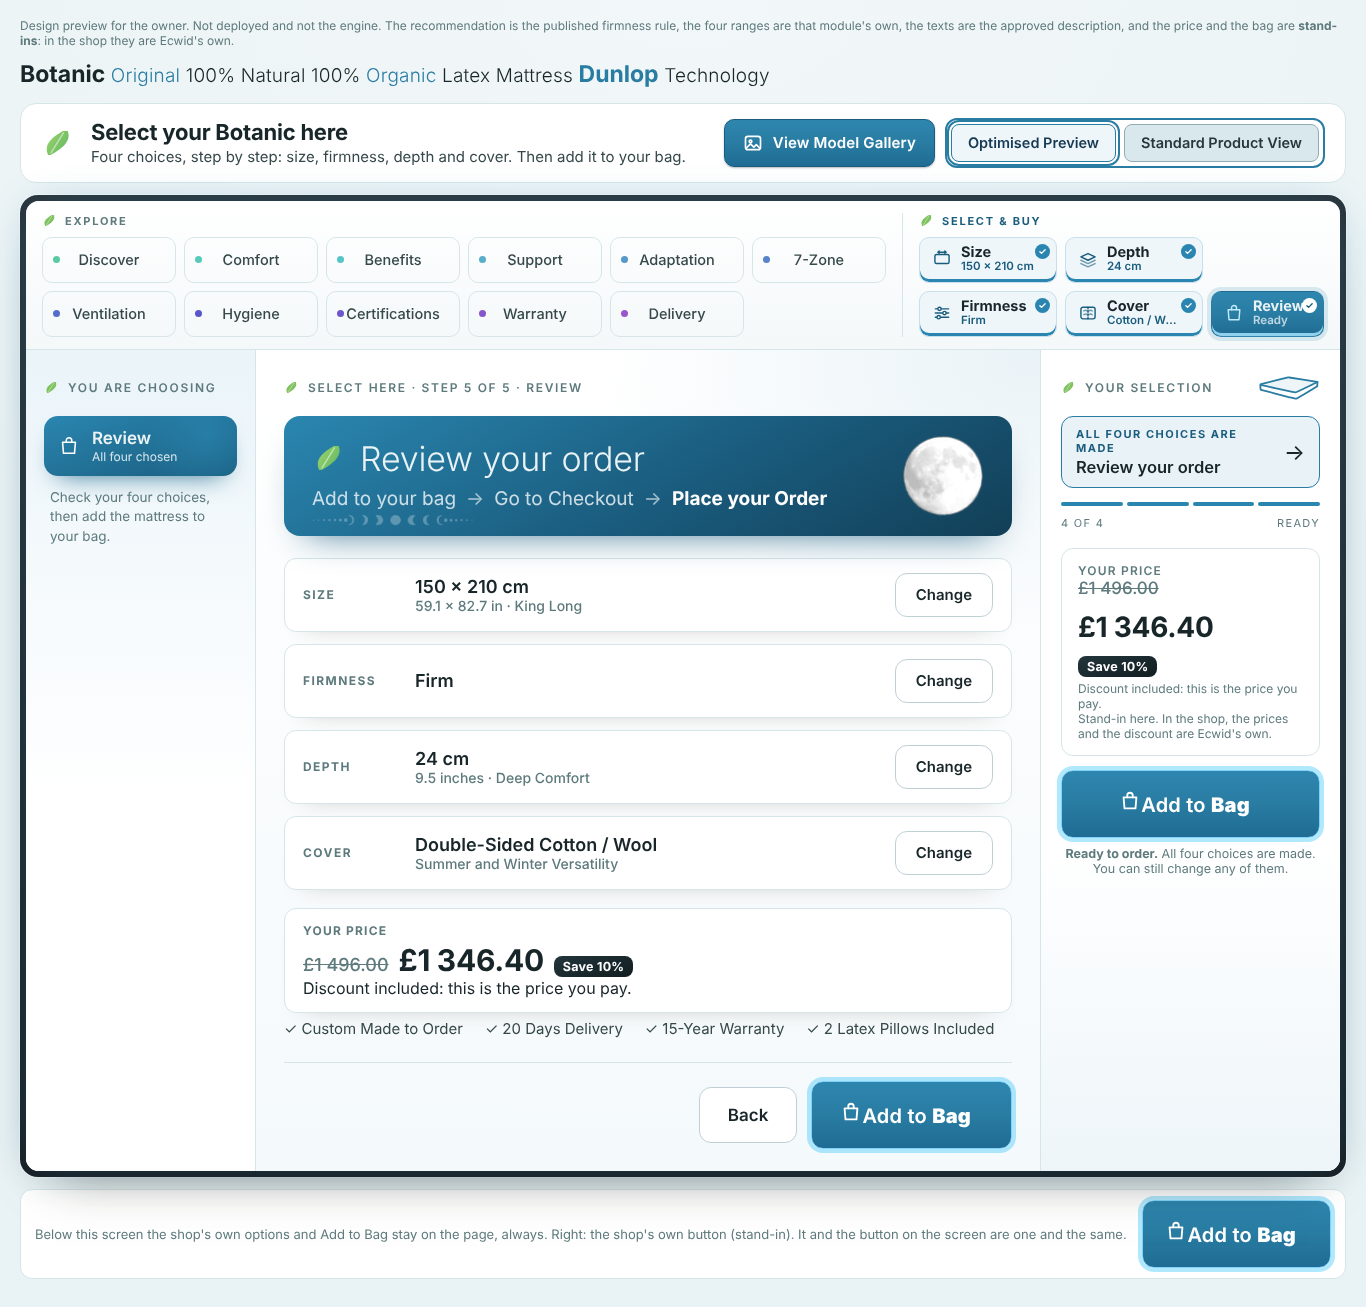 Design preview for the owner. Not deployed and not the engine. The recommendation is the published firmness rule, the four ranges are that module's own, the texts are the approved description, and the price and the bag are stand-
ins: in the shop they are Ecwid's own.
Botanic Original 100% Natural 100% Organic Latex Mattress Dunlop Technology
Select your Botanic here
Four choices, step by step: size, firmness, depth and cover. Then add it to your bag.
View Model Gallery
Optimised Preview
Standard Product View
EXPLORE
Discover
Comfort
Benefits
Support
Adaptation
7-Zone
Ventilation
Hygiene
Certifications
Warranty
Delivery
SELECT & BUY
Size
150 × 210 cm
Depth
24 cm
Firmness
Firm
Cover
Cotton / W...
Review
Ready
YOU ARE CHOOSING
Review
All four chosen
Check your four choices,
then add the mattress to
your bag.
SELECT HERE · STEP 5 OF 5 · REVIEW
Review your order
Add to your bag → Go to Checkout → Place your Order
SIZE
150 × 210 cm
59.1 × 82.7 in · King Long
Change
FIRMNESS
Firm
Change
DEPTH
24 cm
9.5 inches · Deep Comfort
Change
COVER
Double-Sided Cotton / Wool
Summer and Winter Versatility
Change
YOUR PRICE
£1 496.00 £1 346.40 Save 10%
Discount included: this is the price you pay.
✓ Custom Made to Order ✓ 20 Days Delivery ✓ 15-Year Warranty ✓ 2 Latex Pillows Included
Back
Add to Bag
YOUR SELECTION
ALL FOUR CHOICES ARE
MADE
Review your order
4 OF 4
READY
YOUR PRICE
£1 496.00
£1 346.40
Save 10%
Discount included: this is the price you
pay.
Stand-in here. In the shop, the prices
and the discount are Ecwid's own.
Add to Bag
Ready to order. All four choices are made.
You can still change any of them.
Below this screen the shop's own options and Add to Bag stay on the page, always. Right: the shop's own button (stand-in). It and the button on the screen are one and the same.
Add to Bag